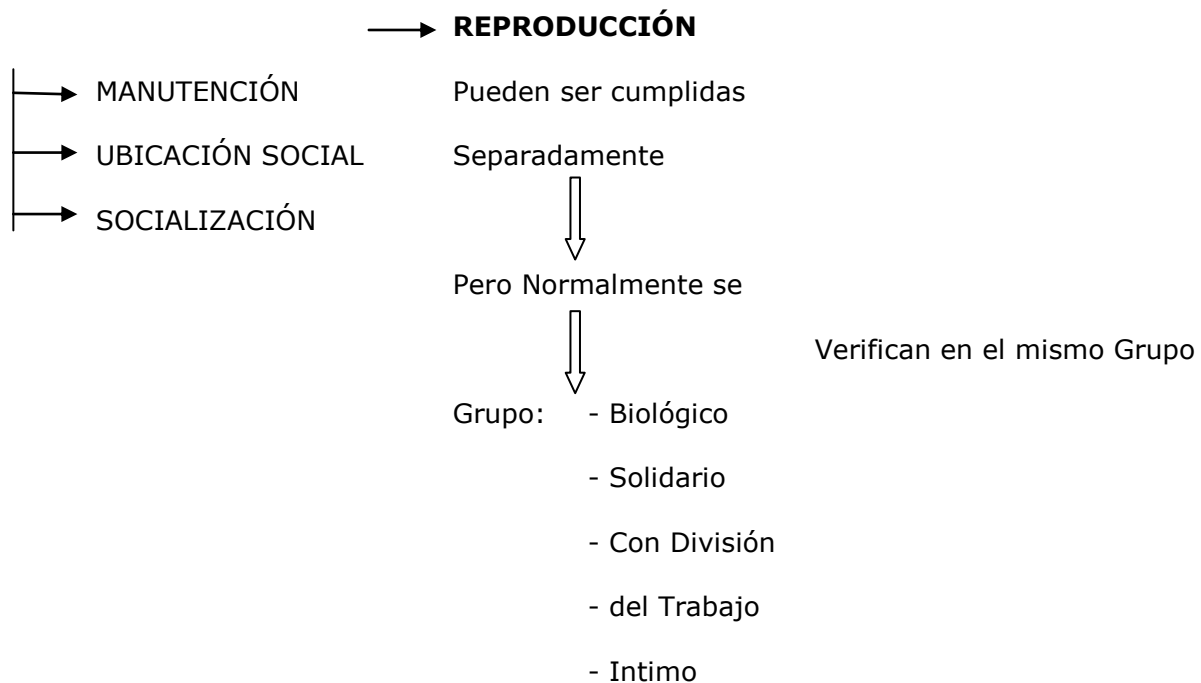 REPRODUCCIÓN
MANUTENCIÓN Pueden ser cumplidas
UBICACIÓN SOCIAL Separadamente
SOCIALIZACIÓN
Pero Normalmente se
Verifican en el mismo Grupo
Grupo: - Biológico
- Solidario
- Con División
- del Trabajo
- Intimo